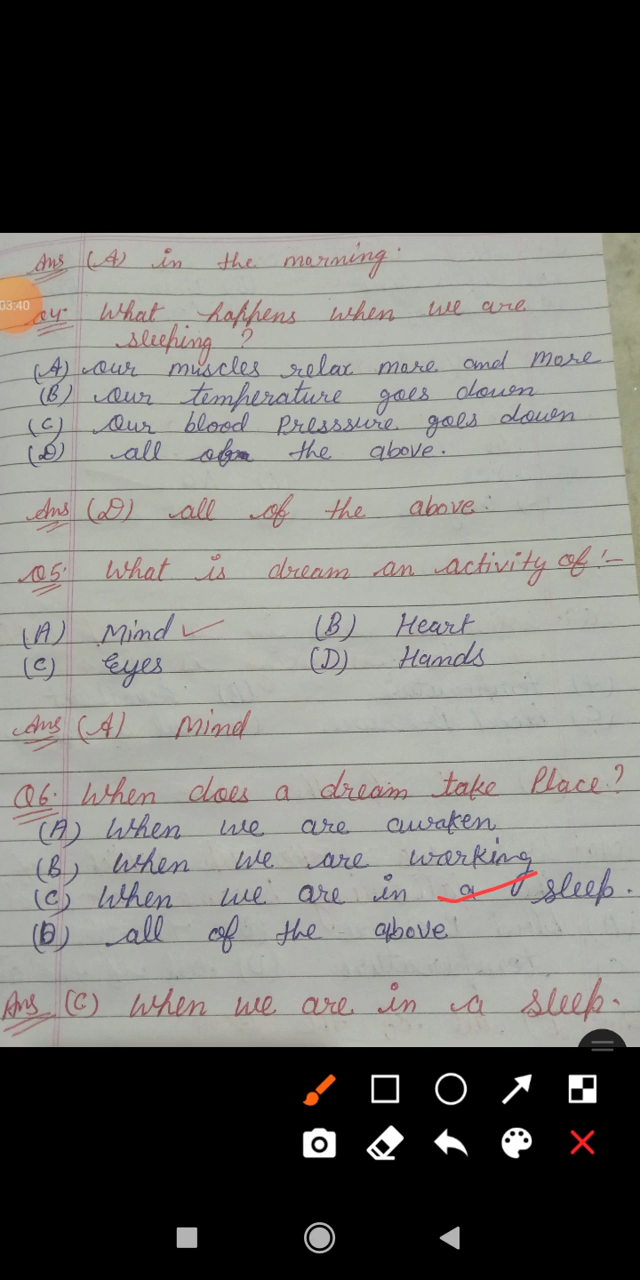 Ans (A) in the morning.
03:40
Q4. What happens when we are
sleeping?
(A) our muscles relax more and more
(B) our temperature goes down
(C) our blood Presssure goes down
(D) all of the above.
Ans (D) all of the above.
Q5. What is dream an activity of :-
(A) Mind ✓ (B) Heart
(C) Eyes (D) Hands
Ans (A) Mind
Q6. When does a dream take Place?
(A) When we are awaken
(B) When we are working
(C) When we are in a sleep.
(D) all of the above
Ans (C) When we are in a sleep.